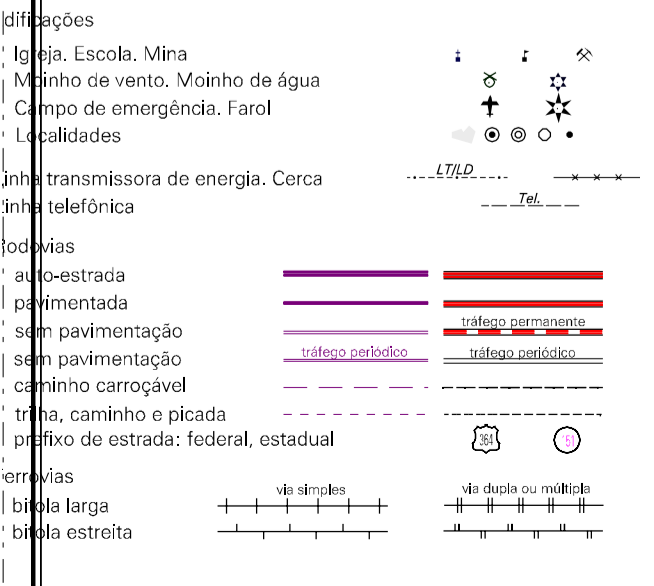 dificações
Igreja. Escola. Mina
Moinho de vento. Moinho de água
Campo de emergência. Farol
Localidades
inha transmissora de energia. Cerca LT/LD
inha telefônica Tel.
odovias
auto-estrada
pavimentada
tráfego permanente
sem pavimentação
sem pavimentação tráfego periódico tráfego periódico
caminho carroçável
trilha, caminho e picada
prefixo de estrada: federal, estadual 364 151
errovias
via simples via dupla ou múltipla
bitola larga
bitola estreita